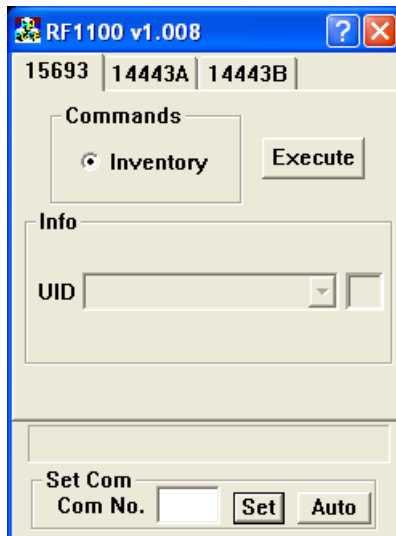 RF1100 v1.008
15693 14443A 14443B
Commands
Inventory Execute
Info
UID
Set Com
Com No. Set Auto